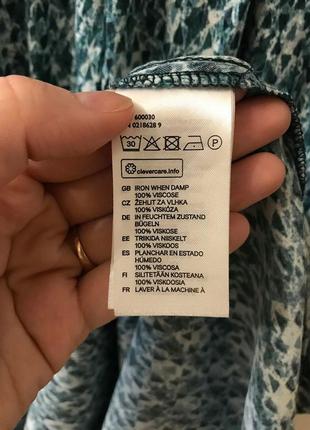 600030
0218628 9
30 P
clevercare.info
GB IRON WHEN DAMP
100% VISCOSE
CZ ŽEHLIT ZA VLHKA
100% VISKÓZA
DE IN FEUCHTEM ZUSTAND
BÜGELN
100% VISKOSE
EE TRIIKIDA NIISKELT
100% VISKOOS
ES PLANCHAR EN ESTADO
HÚMEDO
100% VISCOSA
FI SILITETÄÄN KOSTEANA
100% VISKOOSIA
FR LAVER À LA MACHINE À